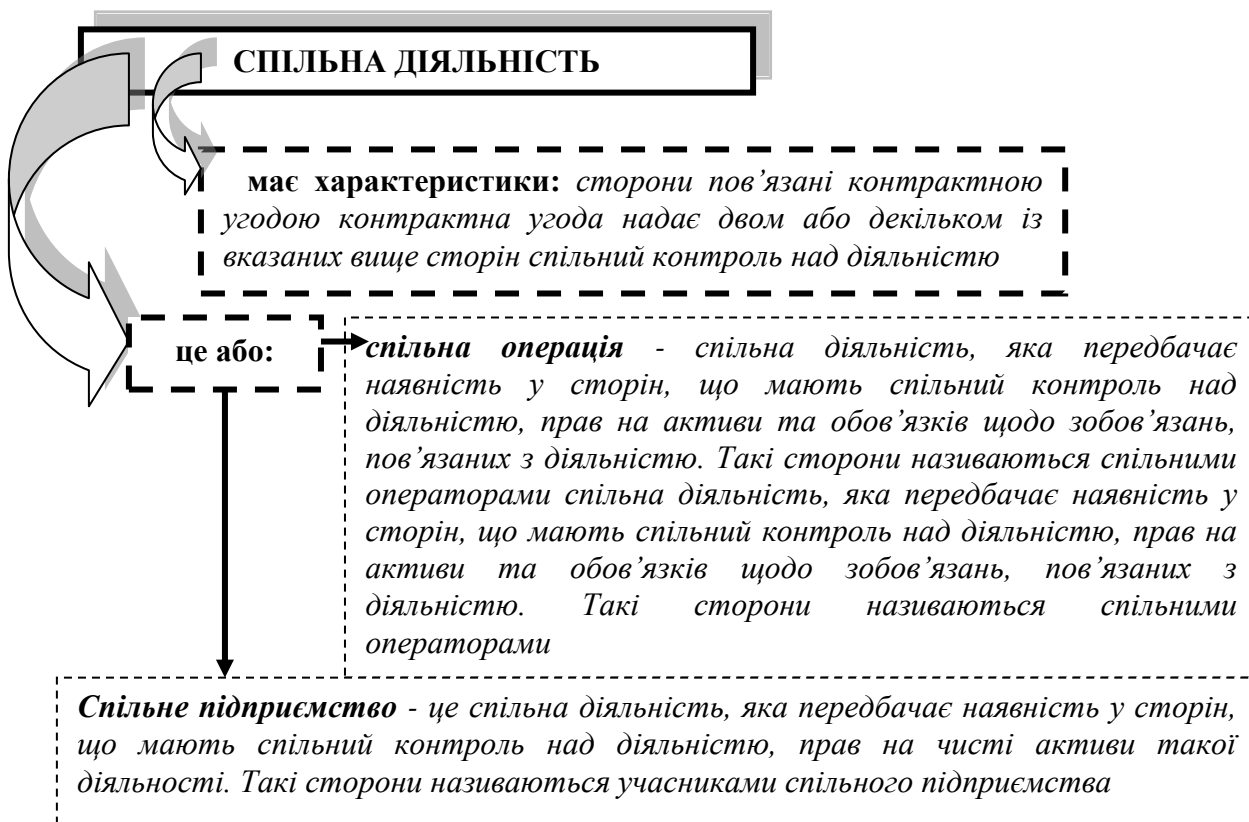 СПІЛЬНА ДІЯЛЬНІСТЬ
має характеристики: сторони пов’язані контрактною
угодою контрактна угода надає двом або декільком із
вказаних вище сторін спільний контроль над діяльністю
це або:
спільна операція - спільна діяльність, яка передбачає
наявність у сторін, що мають спільний контроль над
діяльністю, прав на активи та обов’язків щодо зобов’язань,
пов’язаних з діяльністю. Такі сторони називаються спільними
операторами спільна діяльність, яка передбачає наявність у
сторін, що мають спільний контроль над діяльністю, прав на
активи та обов’язків щодо зобов’язань, пов’язаних з
діяльністю. Такі сторони називаються спільними
операторами
Спільне підприємство - це спільна діяльність, яка передбачає наявність у сторін,
що мають спільний контроль над діяльністю, прав на чисті активи такої
діяльності. Такі сторони називаються учасниками спільного підприємства